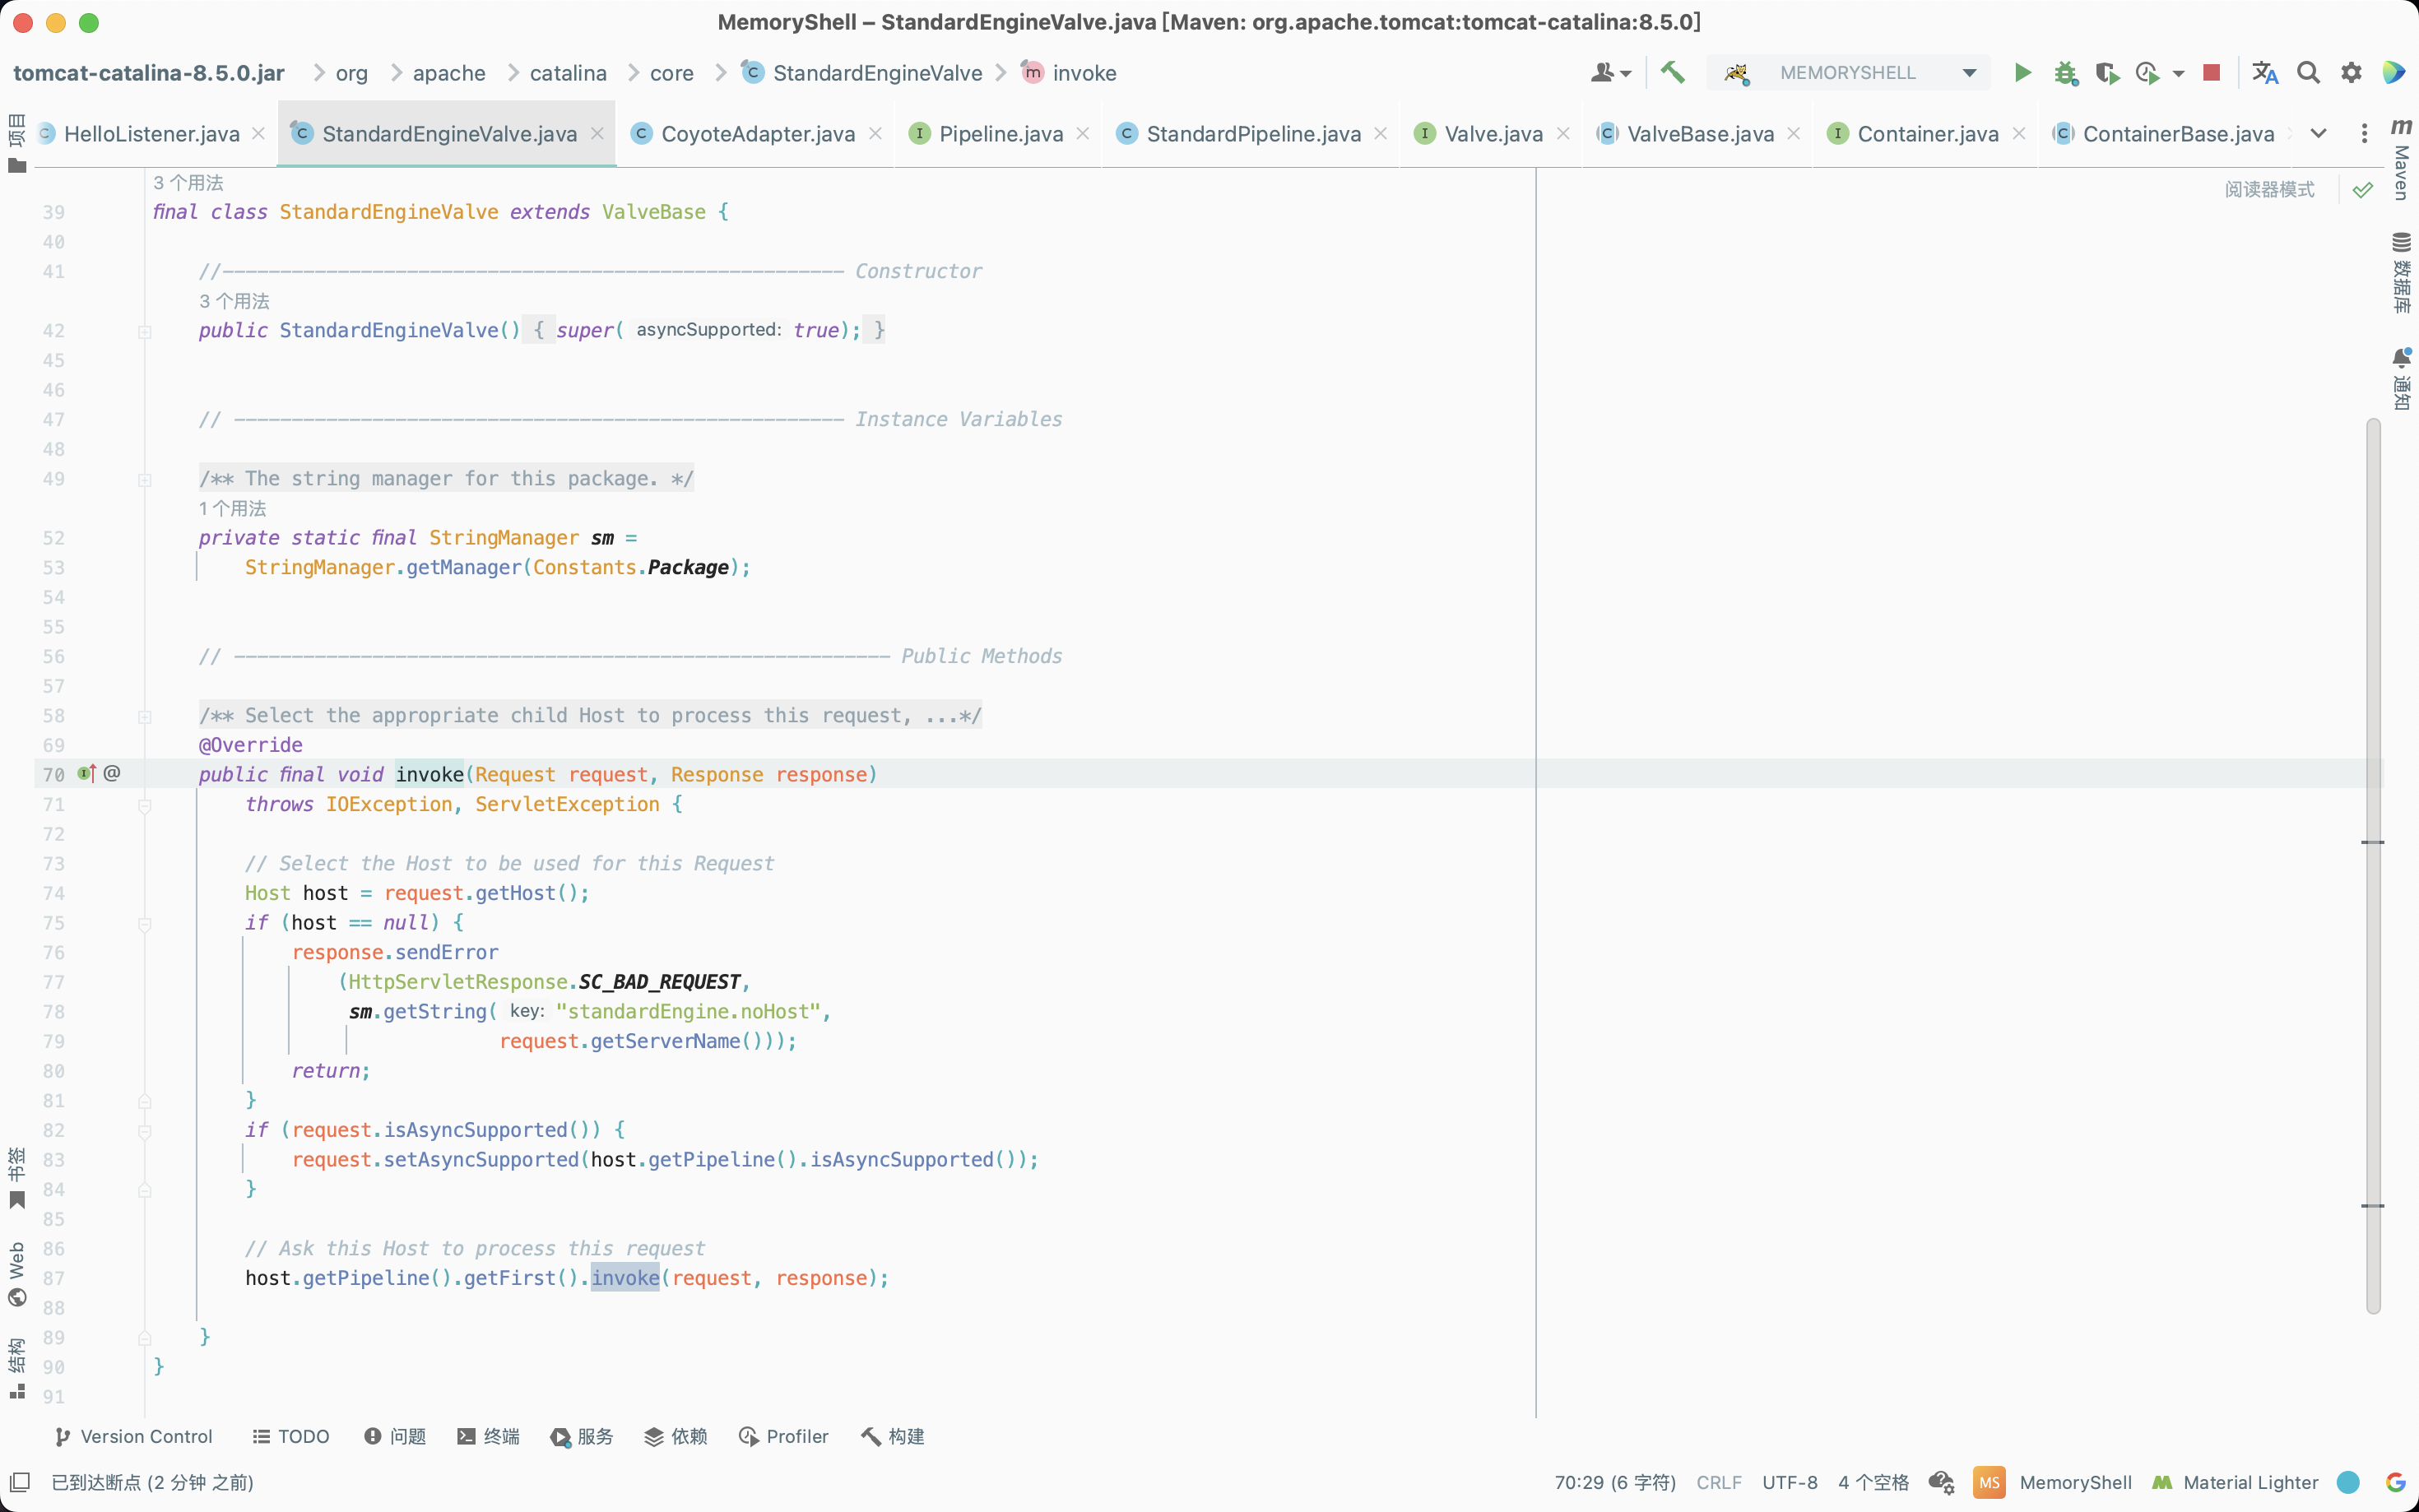 MemoryShell – StandardEngineValve.java [Maven: org.apache.tomcat:tomcat-catalina:8.5.0]
tomcat-catalina-8.5.0.jar org apache catalina core C StandardEngineValve m invoke MEMORYSHELL
C HelloListener.java C StandardEngineValve.java C CoyoteAdapter.java I Pipeline.java C StandardPipeline.java I Valve.java C ValveBase.java I Container.java C ContainerBase.java
项目
m Maven
数据库
通知
阅读器模式
3 个用法
39 final class StandardEngineValve extends ValveBase {
40
41 //------------------------------------------------------ Constructor
3 个用法
42 public StandardEngineValve() { super( asyncSupported: true); }
45
46
47 // ----------------------------------------------------- Instance Variables
48
49 /** The string manager for this package. */
1 个用法
52 private static final StringManager sm =
53 StringManager.getManager(Constants.Package);
54
55
56 // --------------------------------------------------------- Public Methods
57
58 /** Select the appropriate child Host to process this request, ...*/
69 @Override
70 I @ public final void invoke(Request request, Response response)
71 throws IOException, ServletException {
72
73 // Select the Host to be used for this Request
74 Host host = request.getHost();
75 if (host == null) {
76 response.sendError
77 (HttpServletResponse.SC_BAD_REQUEST,
78 sm.getString( key: "standardEngine.noHost",
79 request.getServerName()));
80 return;
81 }
82 if (request.isAsyncSupported()) {
83 request.setAsyncSupported(host.getPipeline().isAsyncSupported());
84 }
85
86 // Ask this Host to process this request
87 host.getPipeline().getFirst().invoke(request, response);
88
89 }
90 }
91
书签
Web
结构
Version Control TODO 问题 终端 服务 依赖 Profiler 构建
已到达断点 (2 分钟 之前) 70:29 (6 字符) CRLF UTF-8 4 个空格 MS MemoryShell Material Lighter